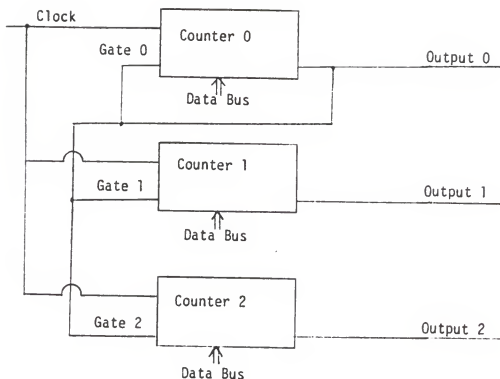 Clock
Counter 0
Gate 0
Output 0
Data Bus
Counter 1
Gate 1
Output 1
Data Bus
Counter 2
Gate 2
Output 2
Data Bus